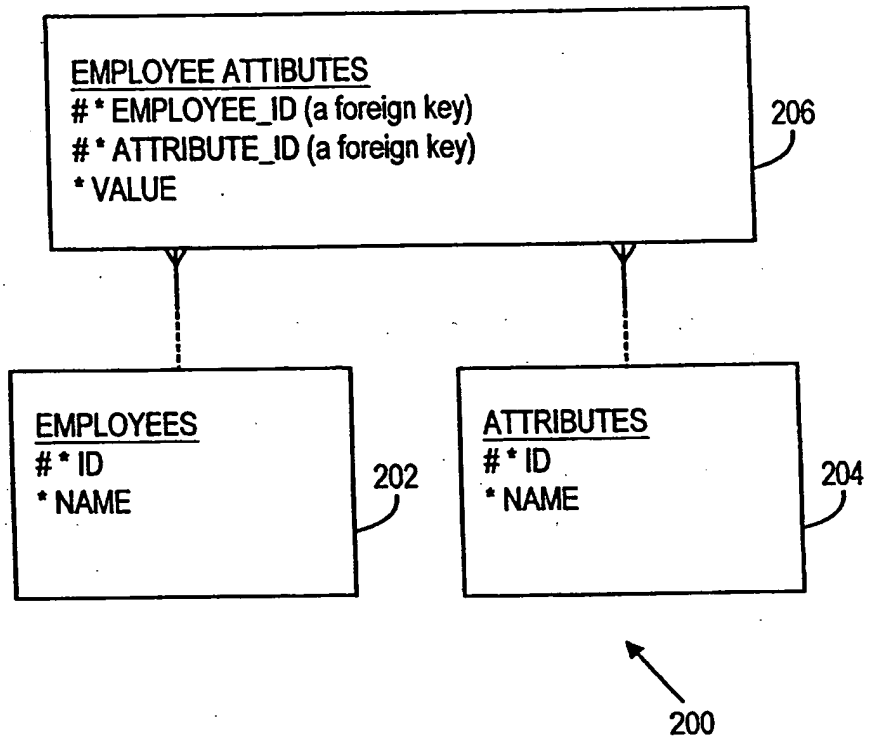 EMPLOYEE ATTIBUTES
# * EMPLOYEE_ID (a foreign key)
# * ATTRIBUTE_ID (a foreign key)
* VALUE
206
EMPLOYEES
# * ID
* NAME
202
ATTRIBUTES
# * ID
* NAME
204
200